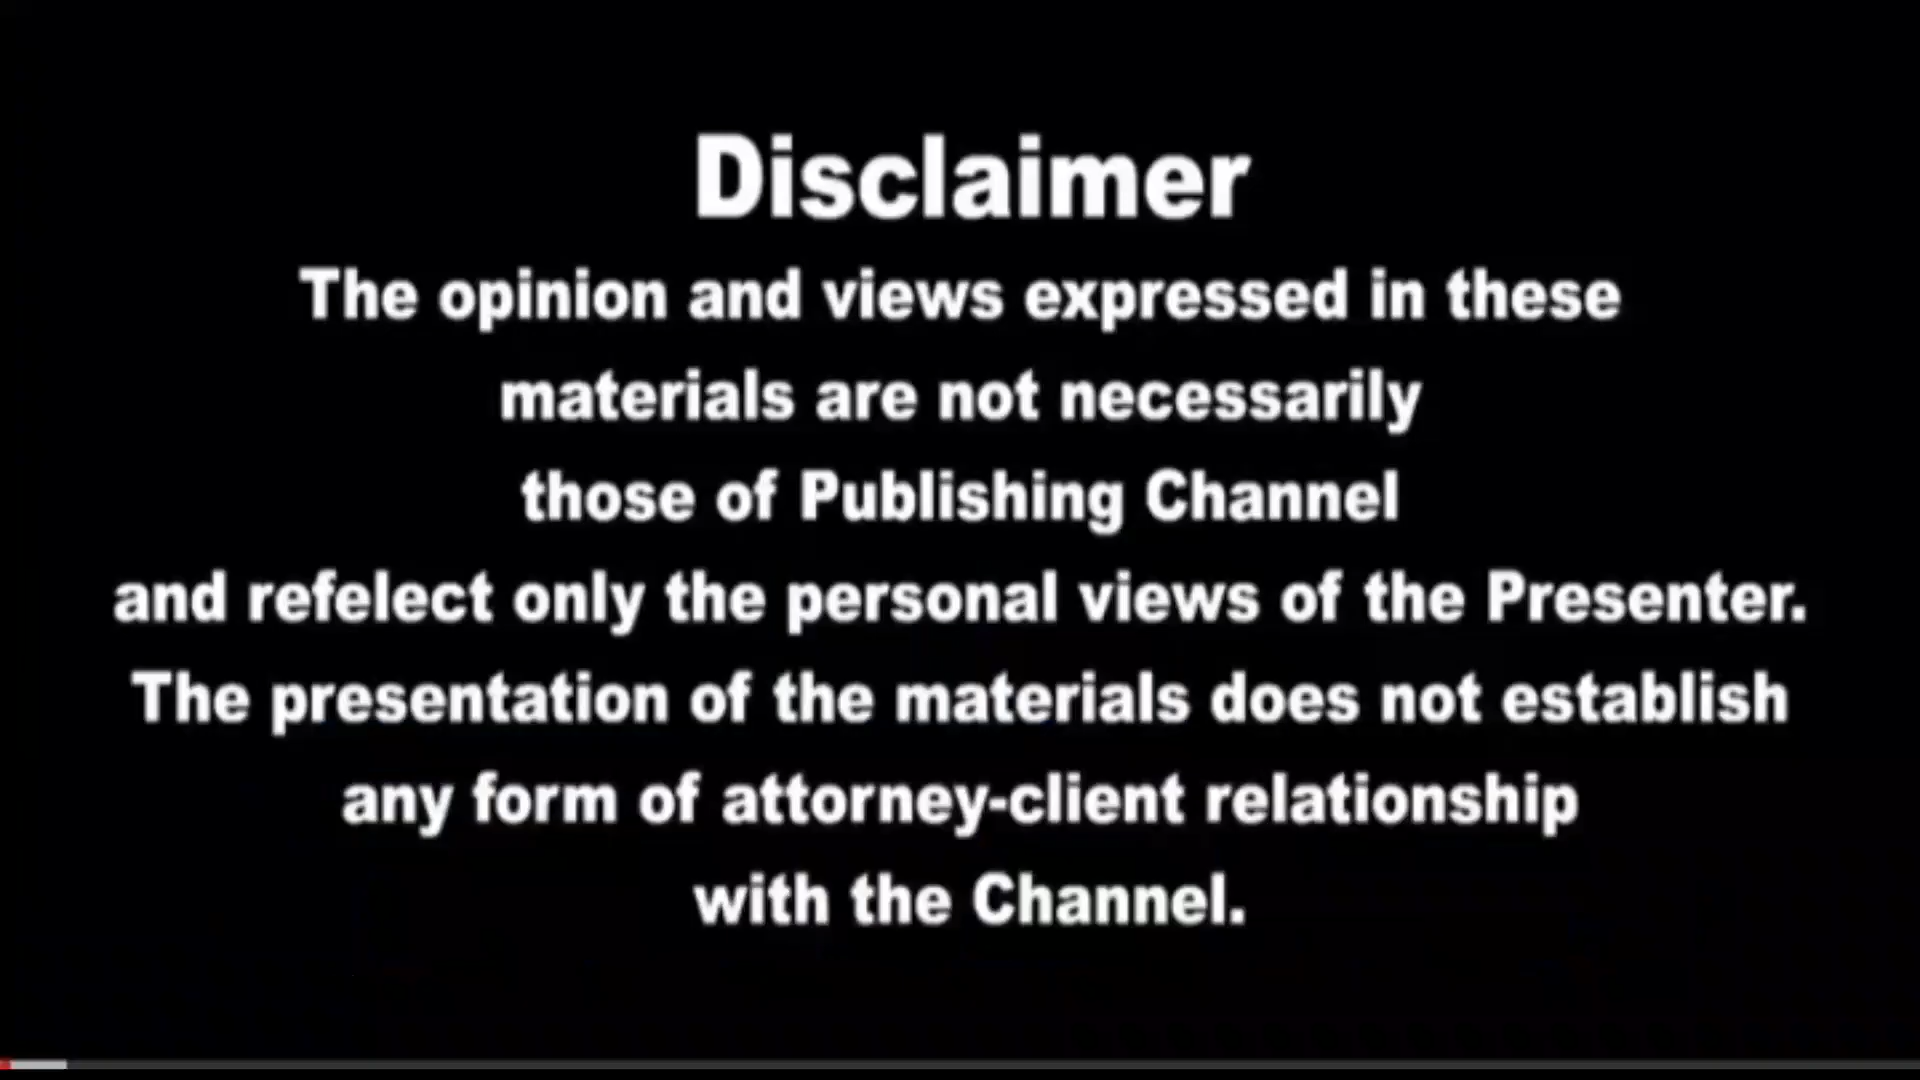 Disclaimer
The opinion and views expressed in these
materials are not necessarily
those of Publishing Channel
and refelect only the personal views of the Presenter.
The presentation of the materials does not establish
any form of attorney-client relationship
with the Channel.